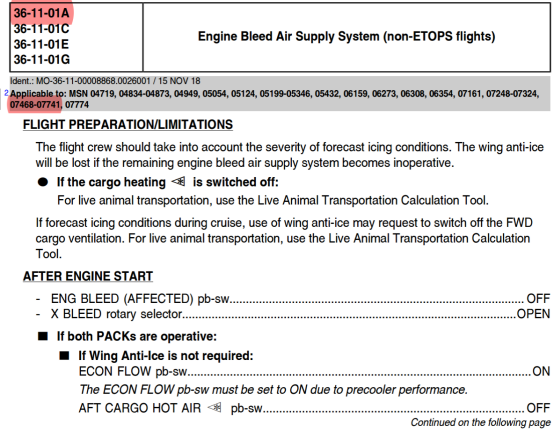 36-11-01A
36-11-01C
36-11-01E
36-11-01G
Engine Bleed Air Supply System (non-ETOPS flights)
Ident.: MO-36-11-00008868.0026001 / 15 NOV 18
2 Applicable to: MSN 04719, 04834-04873, 04949, 05054, 05124, 05199-05346, 05432, 06159, 06273, 06308, 06354, 07161, 07248-07324,
07468-07741, 07774
FLIGHT PREPARATION/LIMITATIONS
The flight crew should take into account the severity of forecast icing conditions. The wing anti-ice
will be lost if the remaining engine bleed air supply system becomes inoperative.
● If the cargo heating is switched off:
For live animal transportation, use the Live Animal Transportation Calculation Tool.
If forecast icing conditions during cruise, use of wing anti-ice may request to switch off the FWD
cargo ventilation. For live animal transportation, use the Live Animal Transportation Calculation
Tool.
AFTER ENGINE START
- ENG BLEED (AFFECTED) pb-sw..........OFF
- X BLEED rotary selector..........OPEN
■ If both PACKs are operative:
■ If Wing Anti-Ice is not required:
ECON FLOW pb-sw..........ON
The ECON FLOW pb-sw must be set to ON due to precooler performance.
AFT CARGO HOT AIR pb-sw..........OFF
Continued on the following page